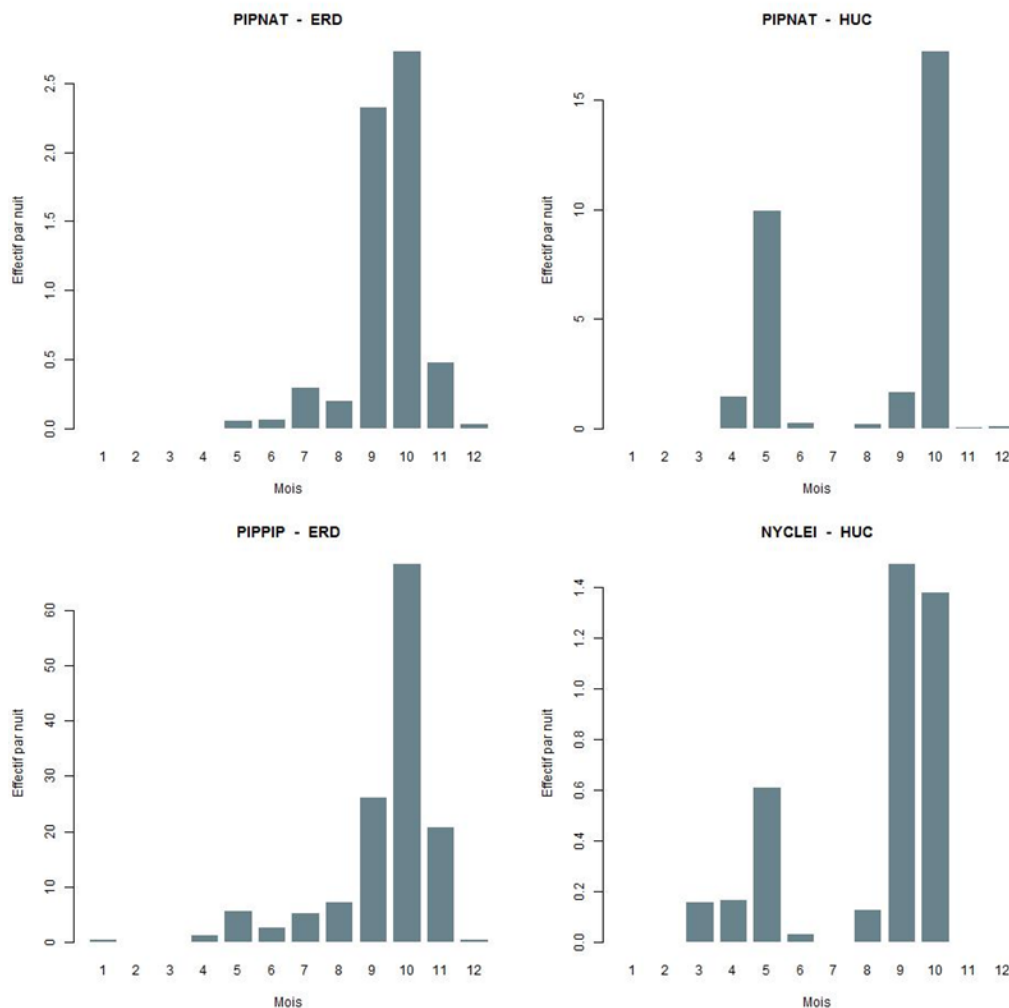 PIPNAT - ERD
Effectif par nuit
2.5
2.0
1.5
1.0
0.5
0.0
1 2 3 4 5 6 7 8 9 10 11 12
Mois
PIPNAT - HUC
Effectif par nuit
15
10
5
0
1 2 3 4 5 6 7 8 9 10 11 12
Mois
PIPPIP - ERD
Effectif par nuit
60
50
40
30
20
10
0
1 2 3 4 5 6 7 8 9 10 11 12
Mois
NYCLEI - HUC
Effectif par nuit
1.4
1.2
1.0
0.8
0.6
0.4
0.2
0.0
1 2 3 4 5 6 7 8 9 10 11 12
Mois